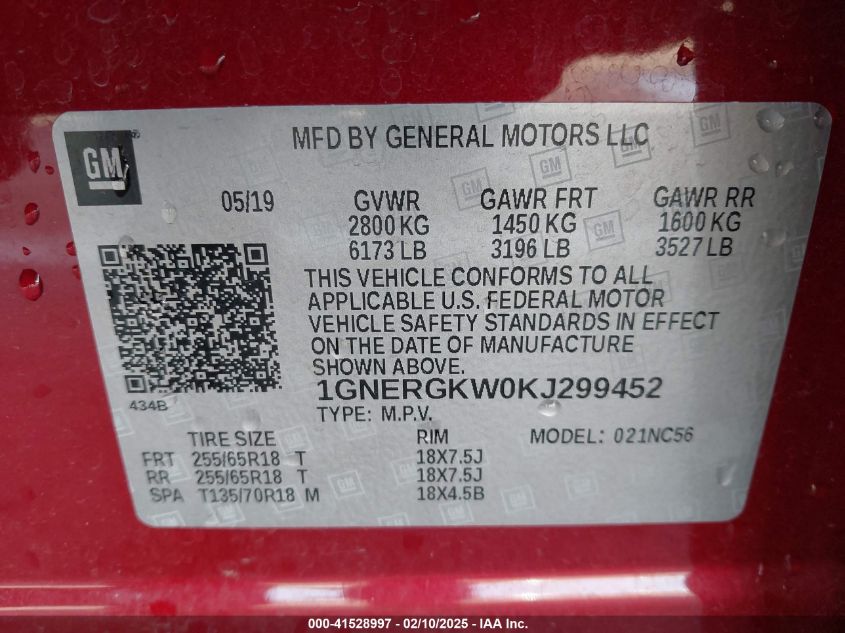 GM
MFD BY GENERAL MOTORS LLC
05/19 GVWR GAWR FRT GAWR RR
2800 KG 1450 KG 1600 KG
6173 LB 3196 LB 3527 LB
THIS VEHICLE CONFORMS TO ALL
APPLICABLE U.S. FEDERAL MOTOR
VEHICLE SAFETY STANDARDS IN EFFECT
ON THE DATE OF MANUFACTURE
SHOWN ABOVE.
1GNERGKW0KJ299452
434B
TYPE: M.P.V.
TIRE SIZE RIM MODEL: 021NC56
FRT 255/65R18 T 18X7.5J
RR 255/65R18 T 18X7.5J
SPA T135/70R18 M 18X4.5B
000-41528997 - 02/10/2025 - IAA Inc.